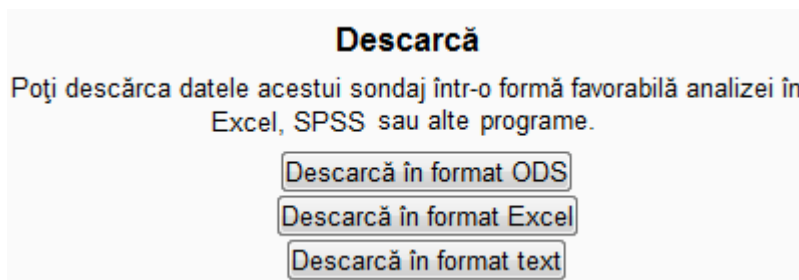 Descarcă
Poţi descărca datele acestui sondaj într-o formă favorabilă analizei în
Excel, SPSS sau alte programe.
Descarcă în format ODS
Descarcă în format Excel
Descarcă în format text